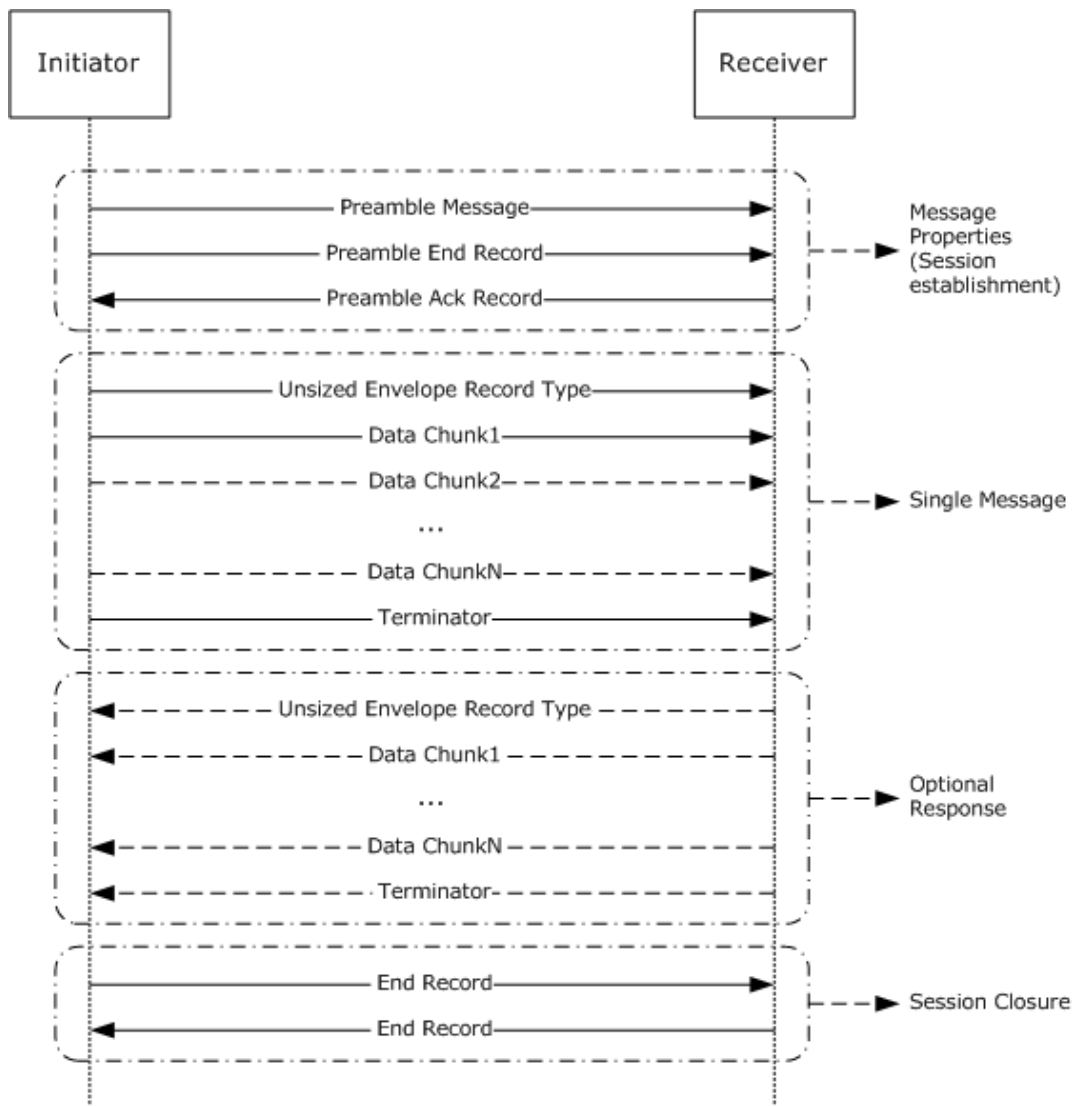 Initiator
Receiver
Preamble Message
Preamble End Record
Preamble Ack Record
Message
Properties
(Session
establishment)
Unsized Envelope Record Type
Data Chunk1
Data Chunk2
...
Data ChunkN
Terminator
Single Message
Unsized Envelope Record Type
Data Chunk1
...
Data ChunkN
Terminator
Optional
Response
End Record
End Record
Session Closure